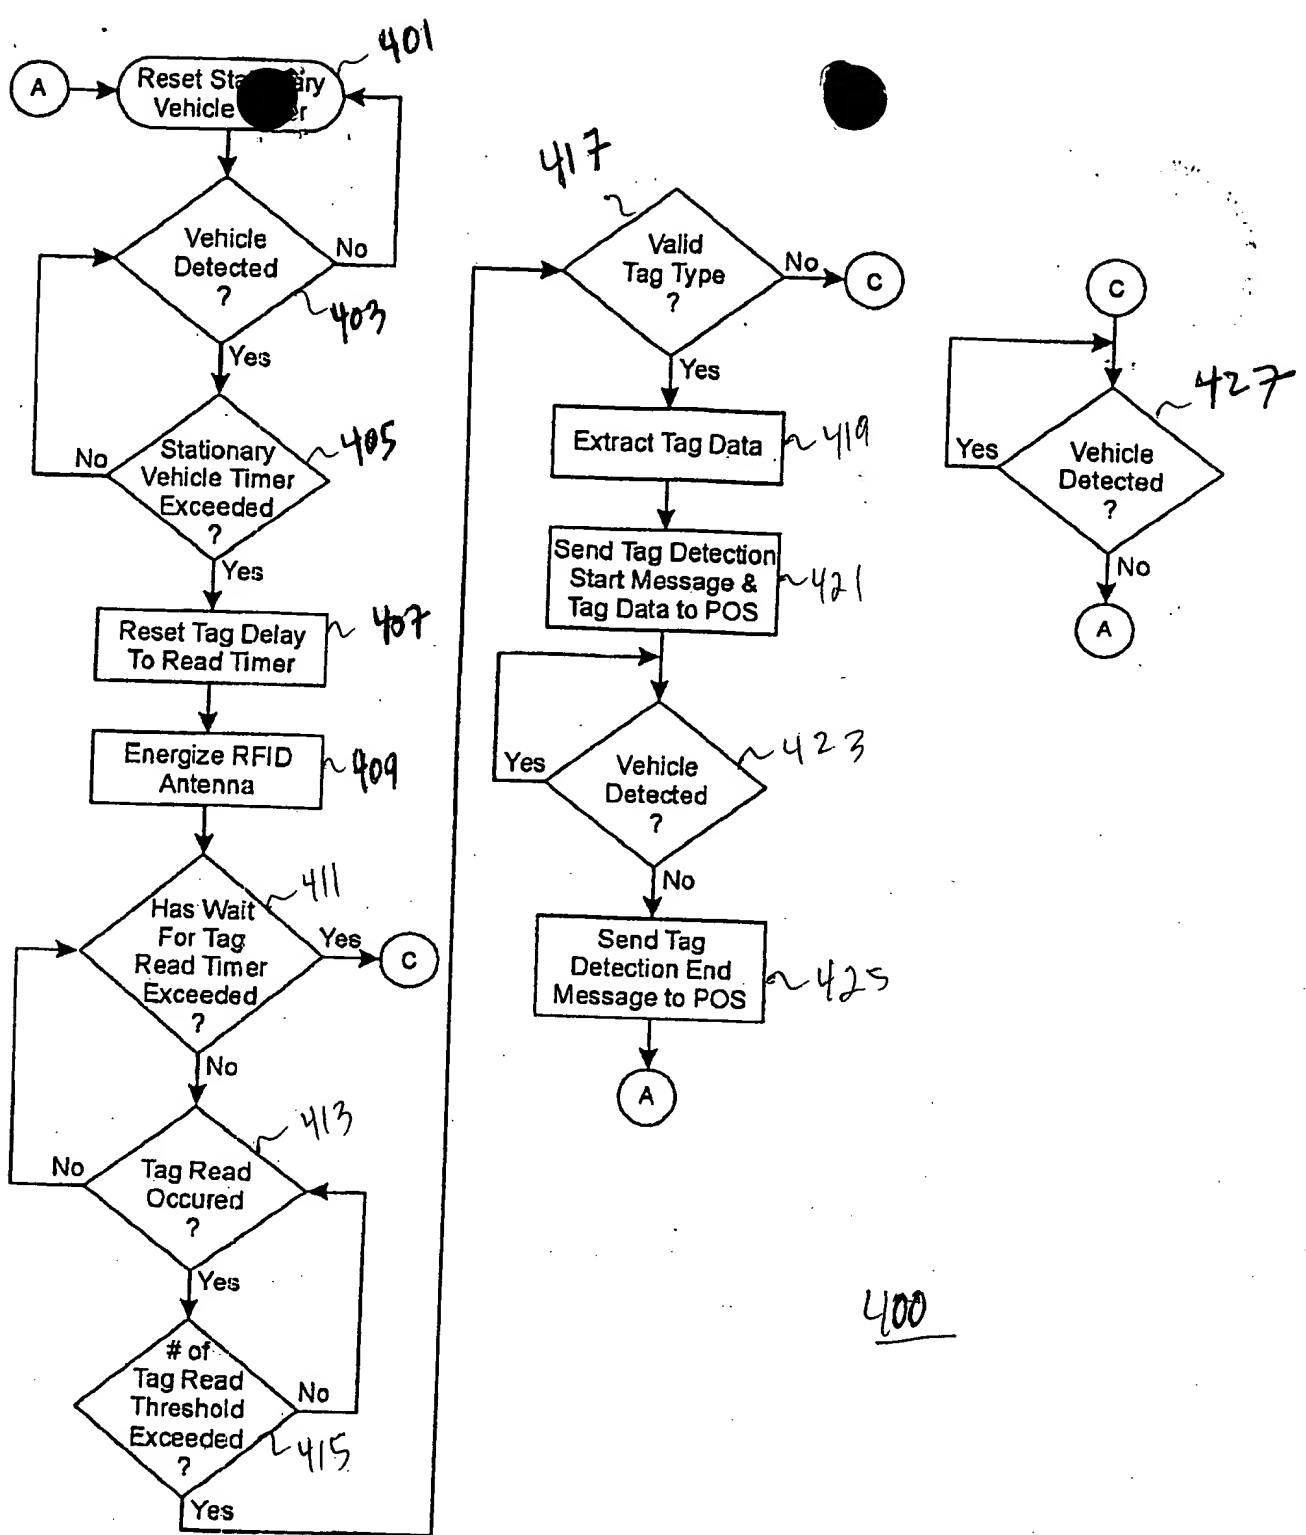 401
A
Reset
Vehicle
Vehicle
Detected
?
No
403
Yes
Stationary
Vehicle Timer
Exceeded
?
405
No
Yes
Reset Tag Delay
To Read Timer
407
Energize RFID
Antenna
409
Has Wait
For Tag
Read Timer
Exceeded
?
411
Yes
C
No
413
Tag Read
Occured
?
No
Yes
# of
Tag Read
Threshold
Exceeded
?
No
415
Yes
417
Valid
Tag Type
?
No
C
Yes
Extract Tag Data
419
Send Tag Detection
Start Message &
Tag Data to POS
421
Vehicle
Detected
?
Yes
423
No
Send Tag
Detection End
Message to POS
425
A
C
427
Vehicle
Detected
?
Yes
No
A
400